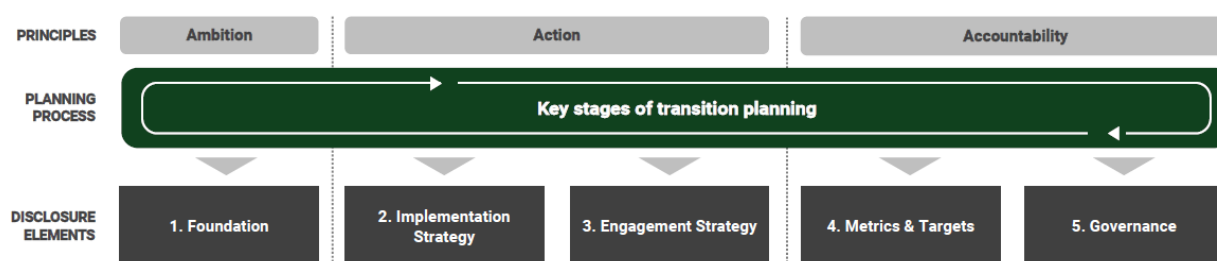 PRINCIPLES
Ambition
Action
Accountability
PLANNING
PROCESS
Key stages of transition planning
DISCLOSURE
ELEMENTS
1. Foundation
2. Implementation
Strategy
3. Engagement Strategy
4. Metrics & Targets
5. Governance